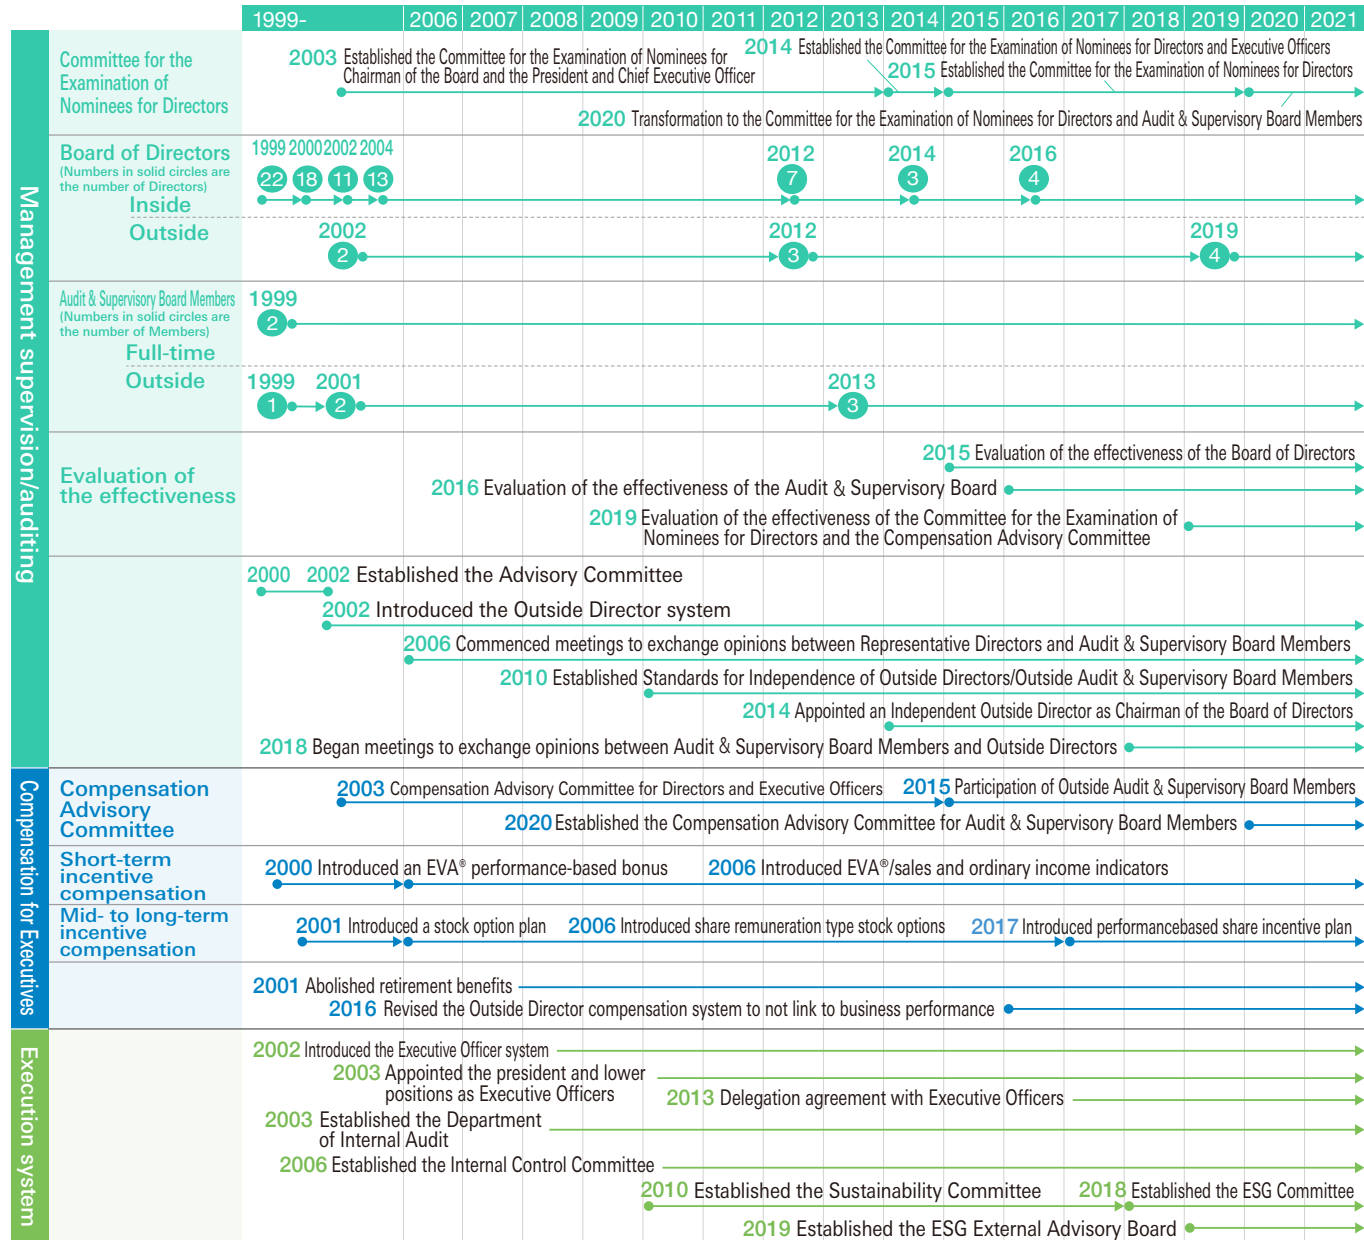 1999-
2006
2007
2008
2009
2010
2011
2012
2013
2014
2015
2016
2017
2018
2019
2020
2021
Management supervision/auditing
Committee for the
Examination of
Nominees for Directors
2003 Established the Committee for the Examination of Nominees for
Chairman of the Board and the President and Chief Executive Officer
2014 Established the Committee for the Examination of Nominees for Directors and Executive Officers
2015 Established the Committee for the Examination of Nominees for Directors
2020 Transformation to the Committee for the Examination of Nominees for Directors and Audit & Supervisory Board Members
Board of Directors
(Numbers in solid circles are
the number of Directors)
Inside
1999 2000 2002 2004
22 18 11 13
2012
7
2014
3
2016
4
Outside
2002
2
2012
3
2019
4
Audit & Supervisory Board Members
(Numbers in solid circles are
the number of Members)
Full-time
1999
2
Outside
1999
1
2001
2
2013
3
Evaluation of
the effectiveness
2015 Evaluation of the effectiveness of the Board of Directors
2016 Evaluation of the effectiveness of the Audit & Supervisory Board
2019 Evaluation of the effectiveness of the Committee for the Examination of
Nominees for Directors and the Compensation Advisory Committee
2000 2002 Established the Advisory Committee
2002 Introduced the Outside Director system
2006 Commenced meetings to exchange opinions between Representative Directors and Audit & Supervisory Board Members
2010 Established Standards for Independence of Outside Directors/Outside Audit & Supervisory Board Members
2014 Appointed an Independent Outside Director as Chairman of the Board of Directors
2018 Began meetings to exchange opinions between Audit & Supervisory Board Members and Outside Directors
Compensation for Executives
Compensation
Advisory
Committee
2003 Compensation Advisory Committee for Directors and Executive Officers
2015 Participation of Outside Audit & Supervisory Board Members
2020 Established the Compensation Advisory Committee for Audit & Supervisory Board Members
Short-term
incentive
compensation
2000 Introduced an EVA® performance-based bonus
2006 Introduced EVA®/sales and ordinary income indicators
Mid- to long-term
incentive
compensation
2001 Introduced a stock option plan
2006 Introduced share remuneration type stock options
2017 Introduced performancebased share incentive plan
2001 Abolished retirement benefits
2016 Revised the Outside Director compensation system to not link to business performance
Execution system
2002 Introduced the Executive Officer system
2003 Appointed the president and lower
positions as Executive Officers
2013 Delegation agreement with Executive Officers
2003 Established the Department
of Internal Audit
2006 Established the Internal Control Committee
2010 Established the Sustainability Committee
2018 Established the ESG Committee
2019 Established the ESG External Advisory Board